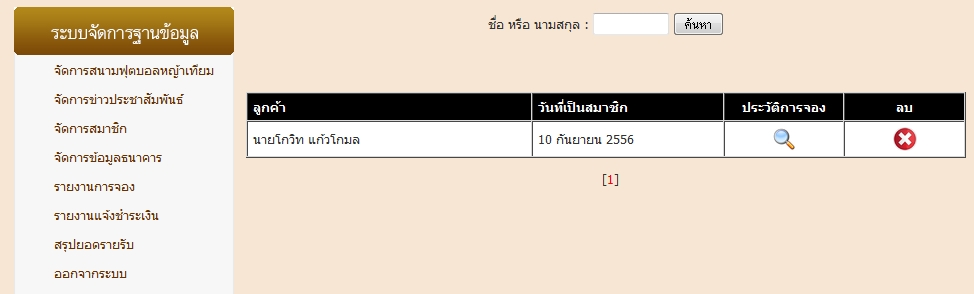 ระบบจัดการฐานข้อมูล
จัดการสนามฟุตบอลหญ้าเทียม
จัดการข่าวประชาสัมพันธ์
จัดการสมาชิก
จัดการข้อมูลธนาคาร
รายงานการจอง
รายงานแจ้งชำระเงิน
สรุปยอดรายรับ
ออกจากระบบ
ชื่อ หรือ นามสกุล : ค้นหา
ลูกค้า วันที่เป็นสมาชิก ประวัติการจอง ลบ
นายโกวิท แก้วโกมล 10 กันยายน 2556
[1]